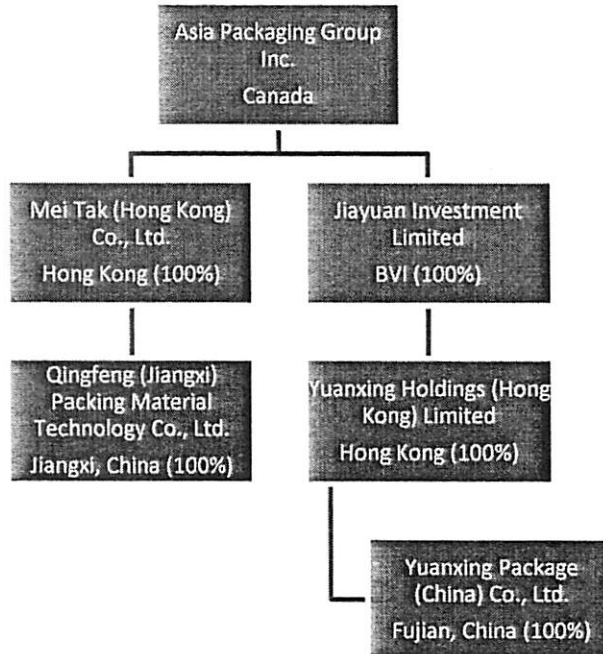 Asia Packaging Group
Inc.
Canada
Mei Tak (Hong Kong)
Co., Ltd.
Hong Kong (100%)
Jiayuan Investment
Limited
BVI (100%)
Qingfeng (Jiangxi)
Packing Material
Technology Co., Ltd.
Jiangxi, China (100%)
Yuanxing Holdings (Hong
Kong) Limited
Hong Kong (100%)
Yuanxing Package
(China) Co., Ltd.
Fujian, China (100%)